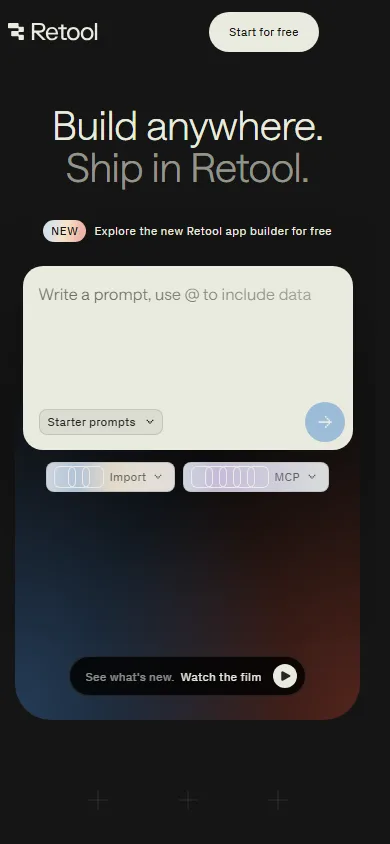 Retool
Start for free
Build anywhere.
Ship in Retool.
NEW Explore the new Retool app builder for free
Write a prompt, use @ to include data
Starter prompts
Import
MCP
See what's new. Watch the film